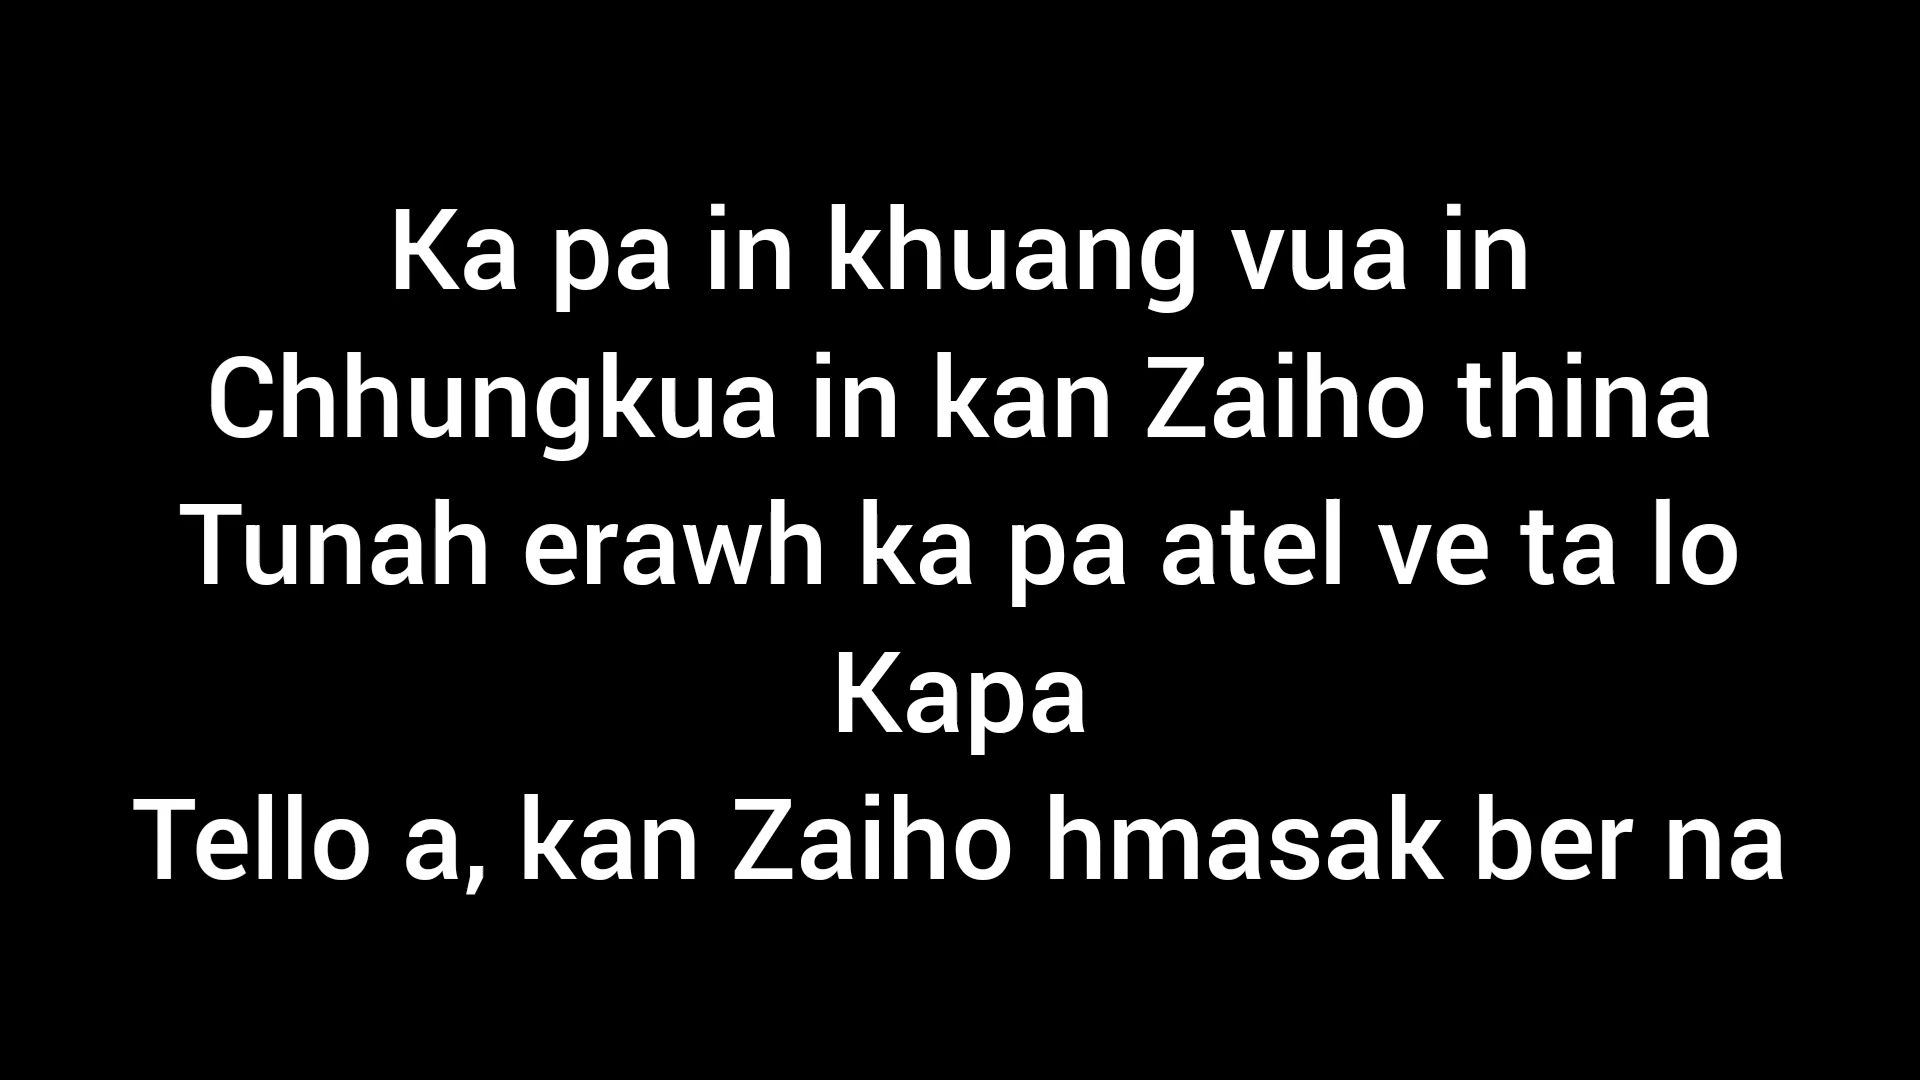 Ka pa in khuang vua in
Chhungkua in kan Zaiho thina
Tunah erawh ka pa atel ve ta lo
Kapa
Tello a, kan Zaiho hmasak ber na